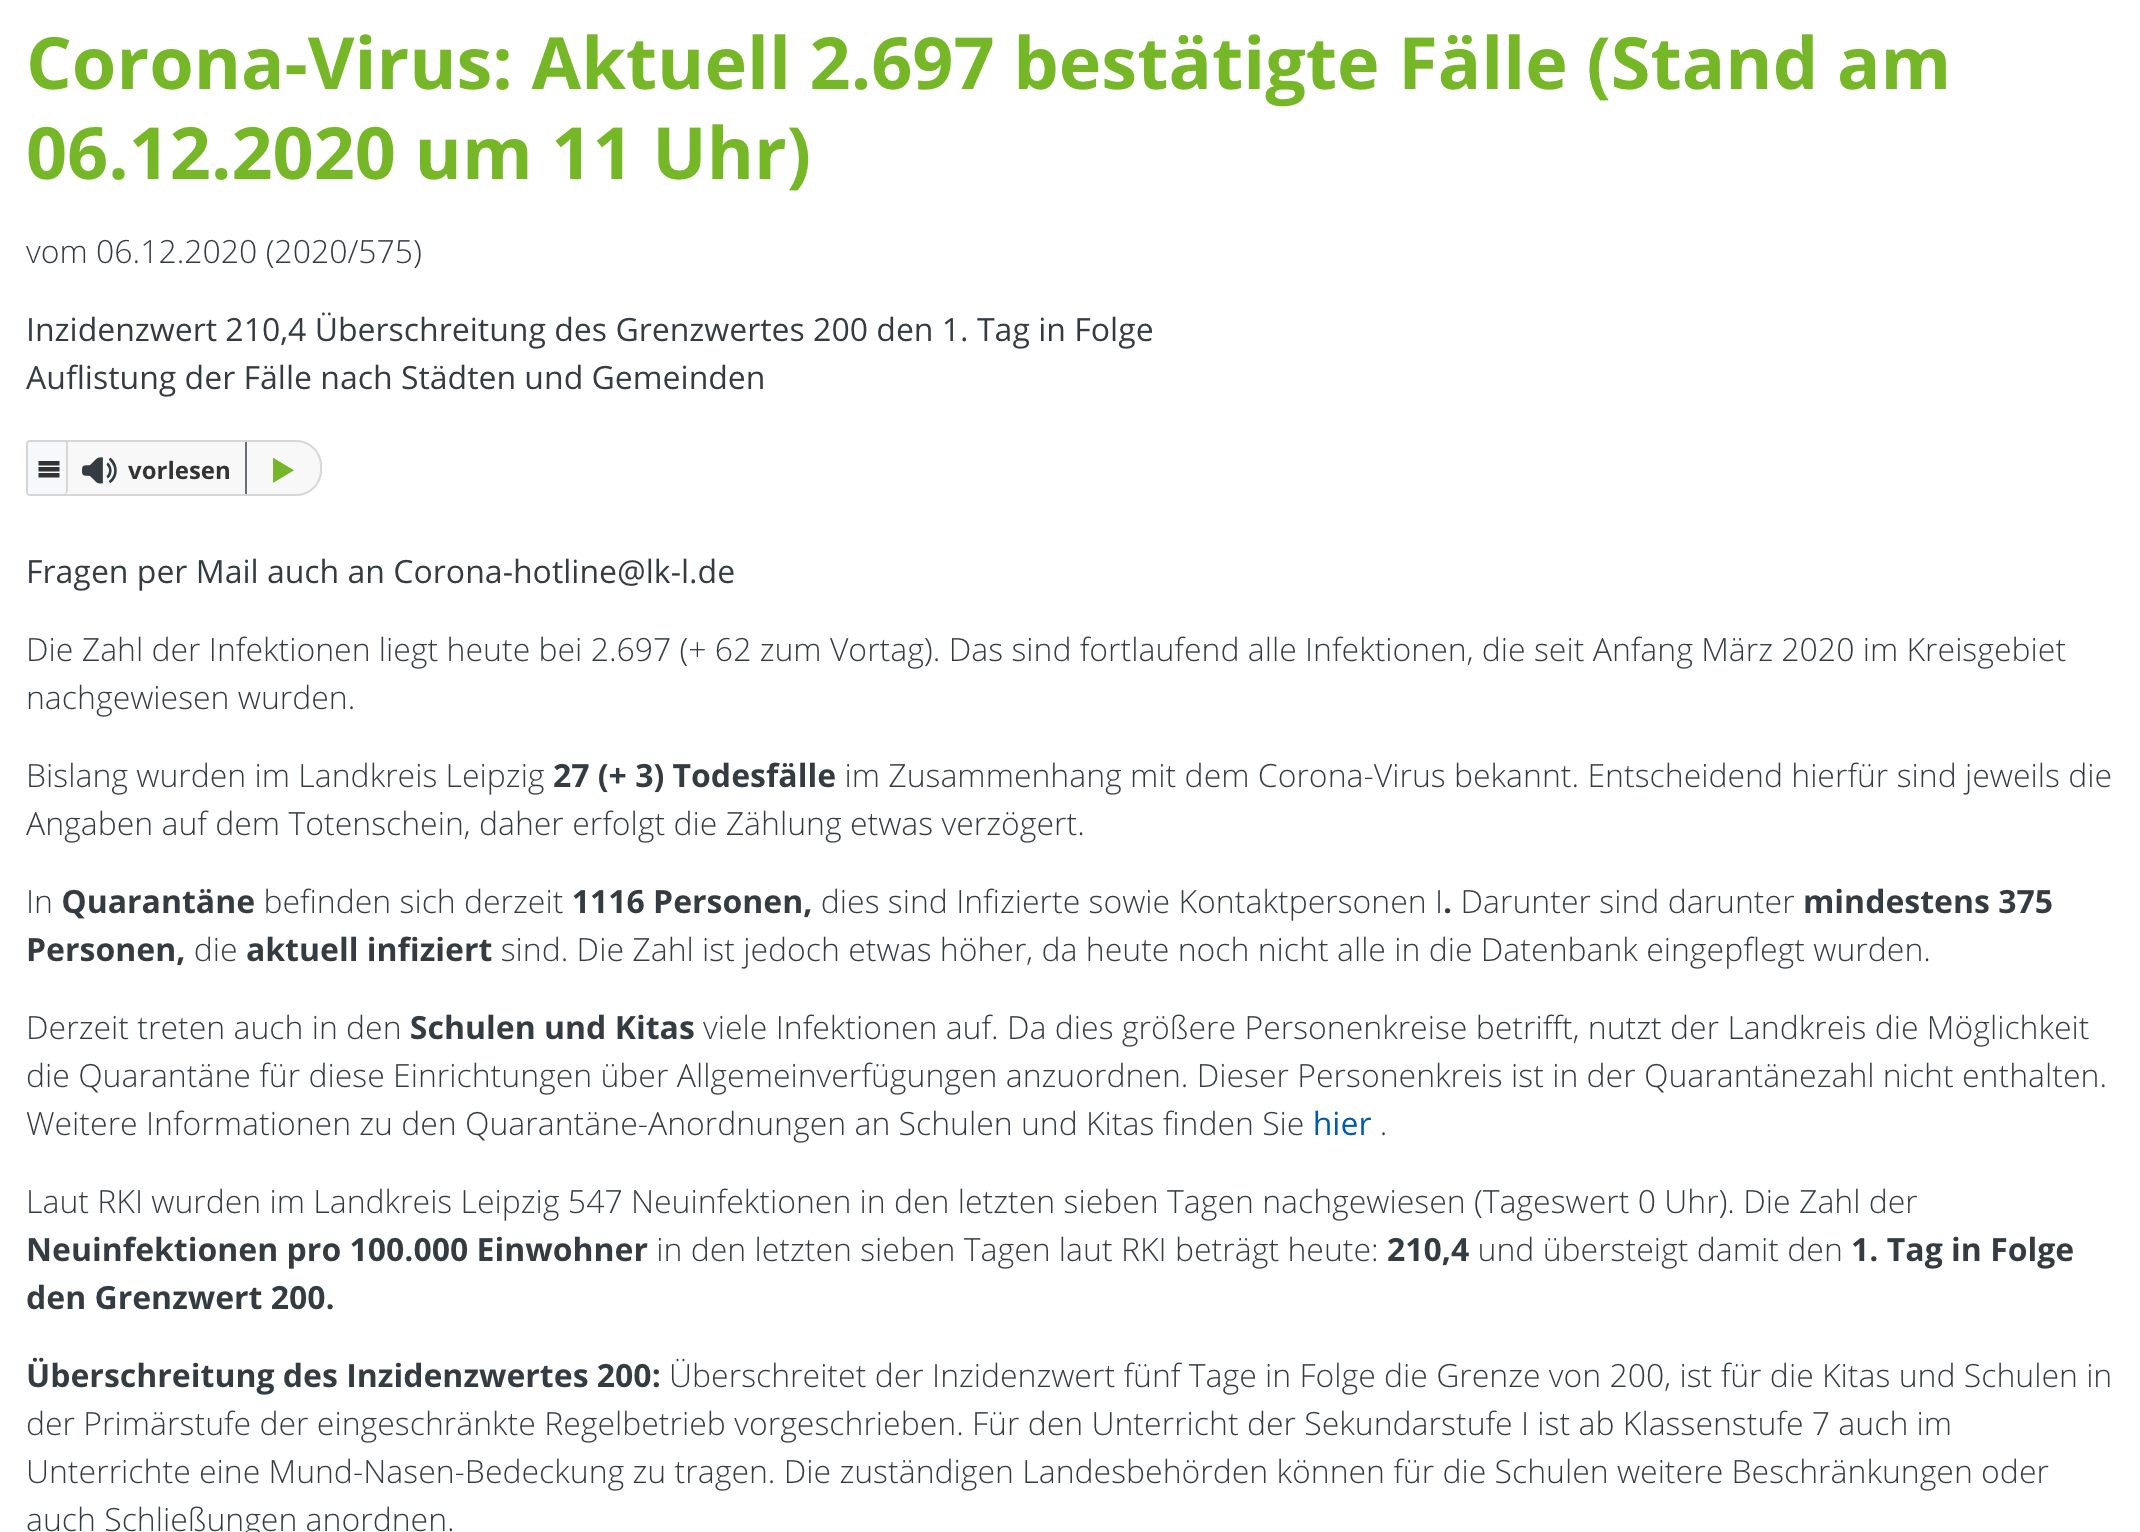 Corona-Virus: Aktuell 2.697 bestätigte Fälle (Stand am
06.12.2020 um 11 Uhr)
vom 06.12.2020 (2020/575)
Inzidenzwert 210,4 Überschreitung des Grenzwertes 200 den 1. Tag in Folge
Auflistung der Fälle nach Städten und Gemeinden
vorlesen
Fragen per Mail auch an Corona-hotline@lk-l.de
Die Zahl der Infektionen liegt heute bei 2.697 (+ 62 zum Vortag). Das sind fortlaufend alle Infektionen, die seit Anfang März 2020 im Kreisgebiet
nachgewiesen wurden.
Bislang wurden im Landkreis Leipzig 27 (+ 3) Todesfälle im Zusammenhang mit dem Corona-Virus bekannt. Entscheidend hierfür sind jeweils die
Angaben auf dem Totenschein, daher erfolgt die Zählung etwas verzögert.
In Quarantäne befinden sich derzeit 1116 Personen, dies sind Infizierte sowie Kontaktpersonen I. Darunter sind darunter mindestens 375
Personen, die aktuell infiziert sind. Die Zahl ist jedoch etwas höher, da heute noch nicht alle in die Datenbank eingepflegt wurden.
Derzeit treten auch in den Schulen und Kitas viele Infektionen auf. Da dies größere Personenkreise betrifft, nutzt der Landkreis die Möglichkeit
die Quarantäne für diese Einrichtungen über Allgemeinverfügungen anzuordnen. Dieser Personenkreis ist in der Quarantänezahl nicht enthalten.
Weitere Informationen zu den Quarantäne-Anordnungen an Schulen und Kitas finden Sie hier .
Laut RKI wurden im Landkreis Leipzig 547 Neuinfektionen in den letzten sieben Tagen nachgewiesen (Tageswert 0 Uhr). Die Zahl der
Neuinfektionen pro 100.000 Einwohner in den letzten sieben Tagen laut RKI beträgt heute: 210,4 und übersteigt damit den 1. Tag in Folge
den Grenzwert 200.
Überschreitung des Inzidenzwertes 200: Überschreitet der Inzidenzwert fünf Tage in Folge die Grenze von 200, ist für die Kitas und Schulen in
der Primärstufe der eingeschränkte Regelbetrieb vorgeschrieben. Für den Unterricht der Sekundarstufe I ist ab Klassenstufe 7 auch im
Unterrichte eine Mund-Nasen-Bedeckung zu tragen. Die zuständigen Landesbehörden können für die Schulen weitere Beschränkungen oder
auch Schließungen anordnen.